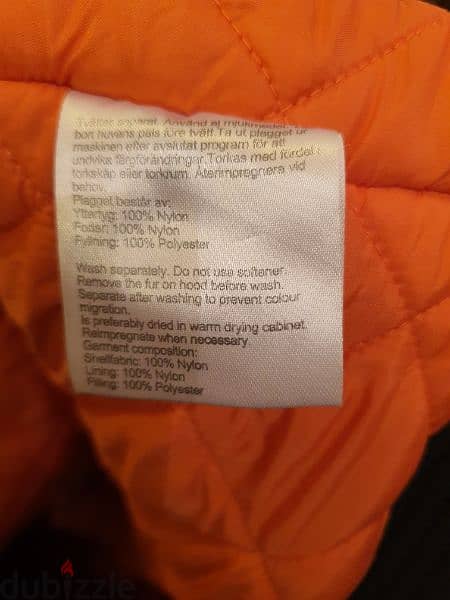 Tvättas separat. Använd ej mjukmedel.
bort huvans päls före tvätt. Ta ut plagget ur
maskinen efter avslutat program för att
undvika färgförändringar. Torkas med fördel i
torkskåp eller torkrum. Återimpregnera vid
behov.
Plagget består av:
Yttertyg: 100% Nylon
Foder: 100% Nylon
Fyllning: 100% Polyester
Wash separately. Do not use softener.
Remove the fur on hood before wash.
Separate after washing to prevent colour
migration.
Is preferably dried in warm drying cabinet.
Reimpregnate when necessary.
Garment composition:
Shellfabric: 100% Nylon
Lining: 100% Nylon
Filling: 100% Polyester
dubizzle